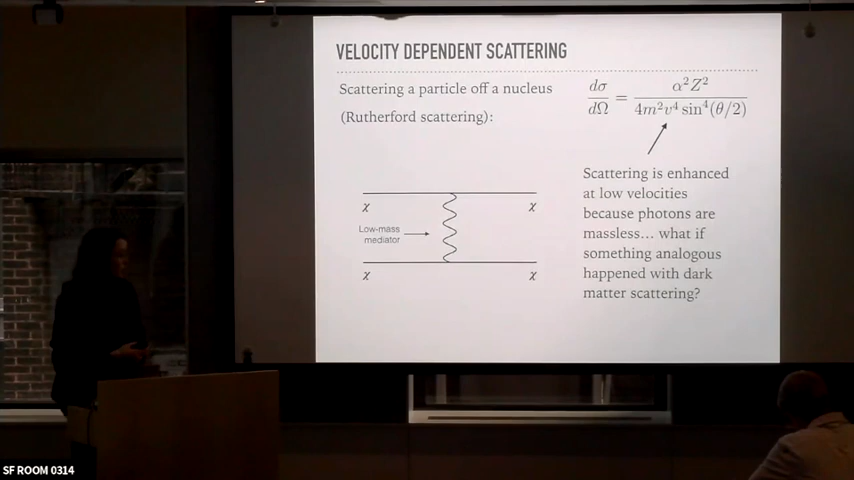 VELOCITY DEPENDENT SCATTERING
Scattering a particle off a nucleus
(Rutherford scattering):
dσ/dΩ = α²Z² / 4m²v⁴ sin⁴(θ/2)
Scattering is enhanced
at low velocities
because photons are
massless... what if
something analogous
happened with dark
matter scattering?
χ χ
Low-mass
mediator
χ χ
SF ROOM 0314